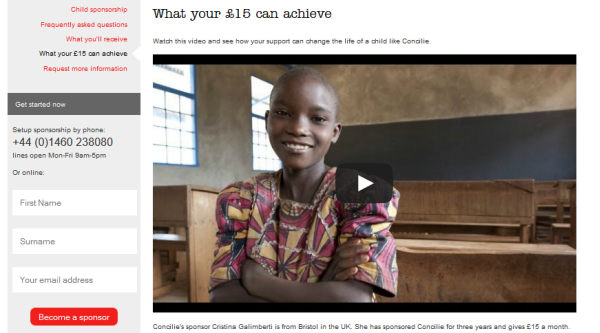 Child sponsorship
Frequently asked questions
What you'll receive
What your £15 can achieve
Request more information
Get started now
Setup sponsorship by phone:
+44 (0)1460 238080
lines open Mon-Fri 9am-5pm
Or online:
First Name
Surname
Your email address
Become a sponsor
What your £15 can achieve
Watch this video and see how your support can change the life of a child like Concilie.
Concilie's sponsor Cristina Galimberti is from Bristol in the UK. She has sponsored Concilie for three years and gives £15 a month.